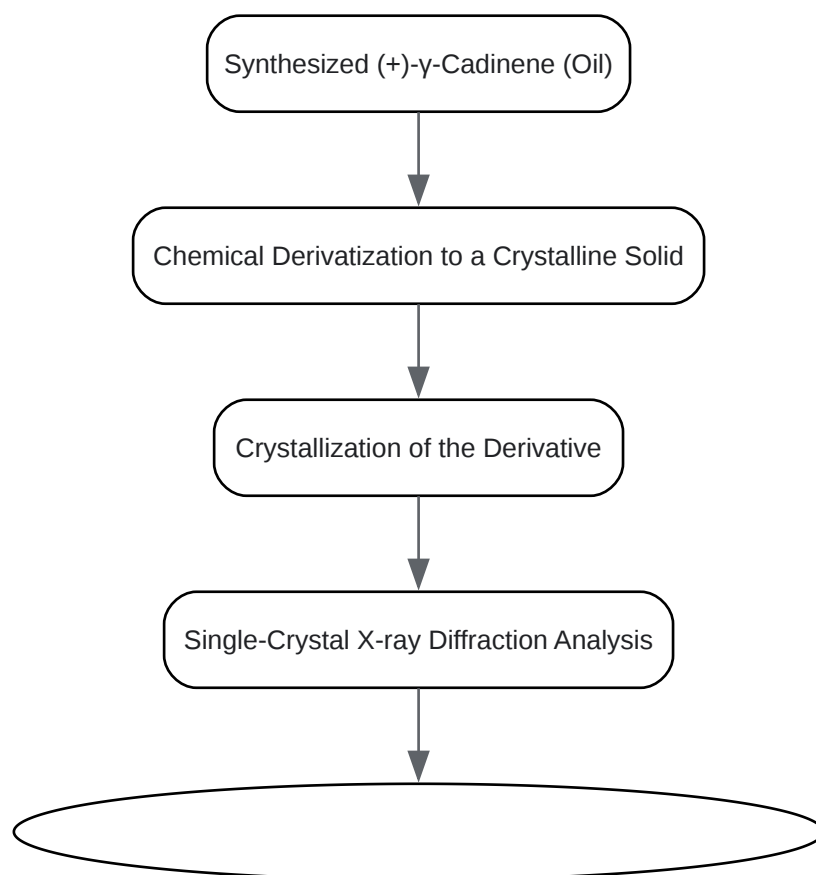 Synthesized (+)-γ-Cadinene (Oil)
Chemical Derivatization to a Crystalline Solid
Crystallization of the Derivative
Single-Crystal X-ray Diffraction Analysis